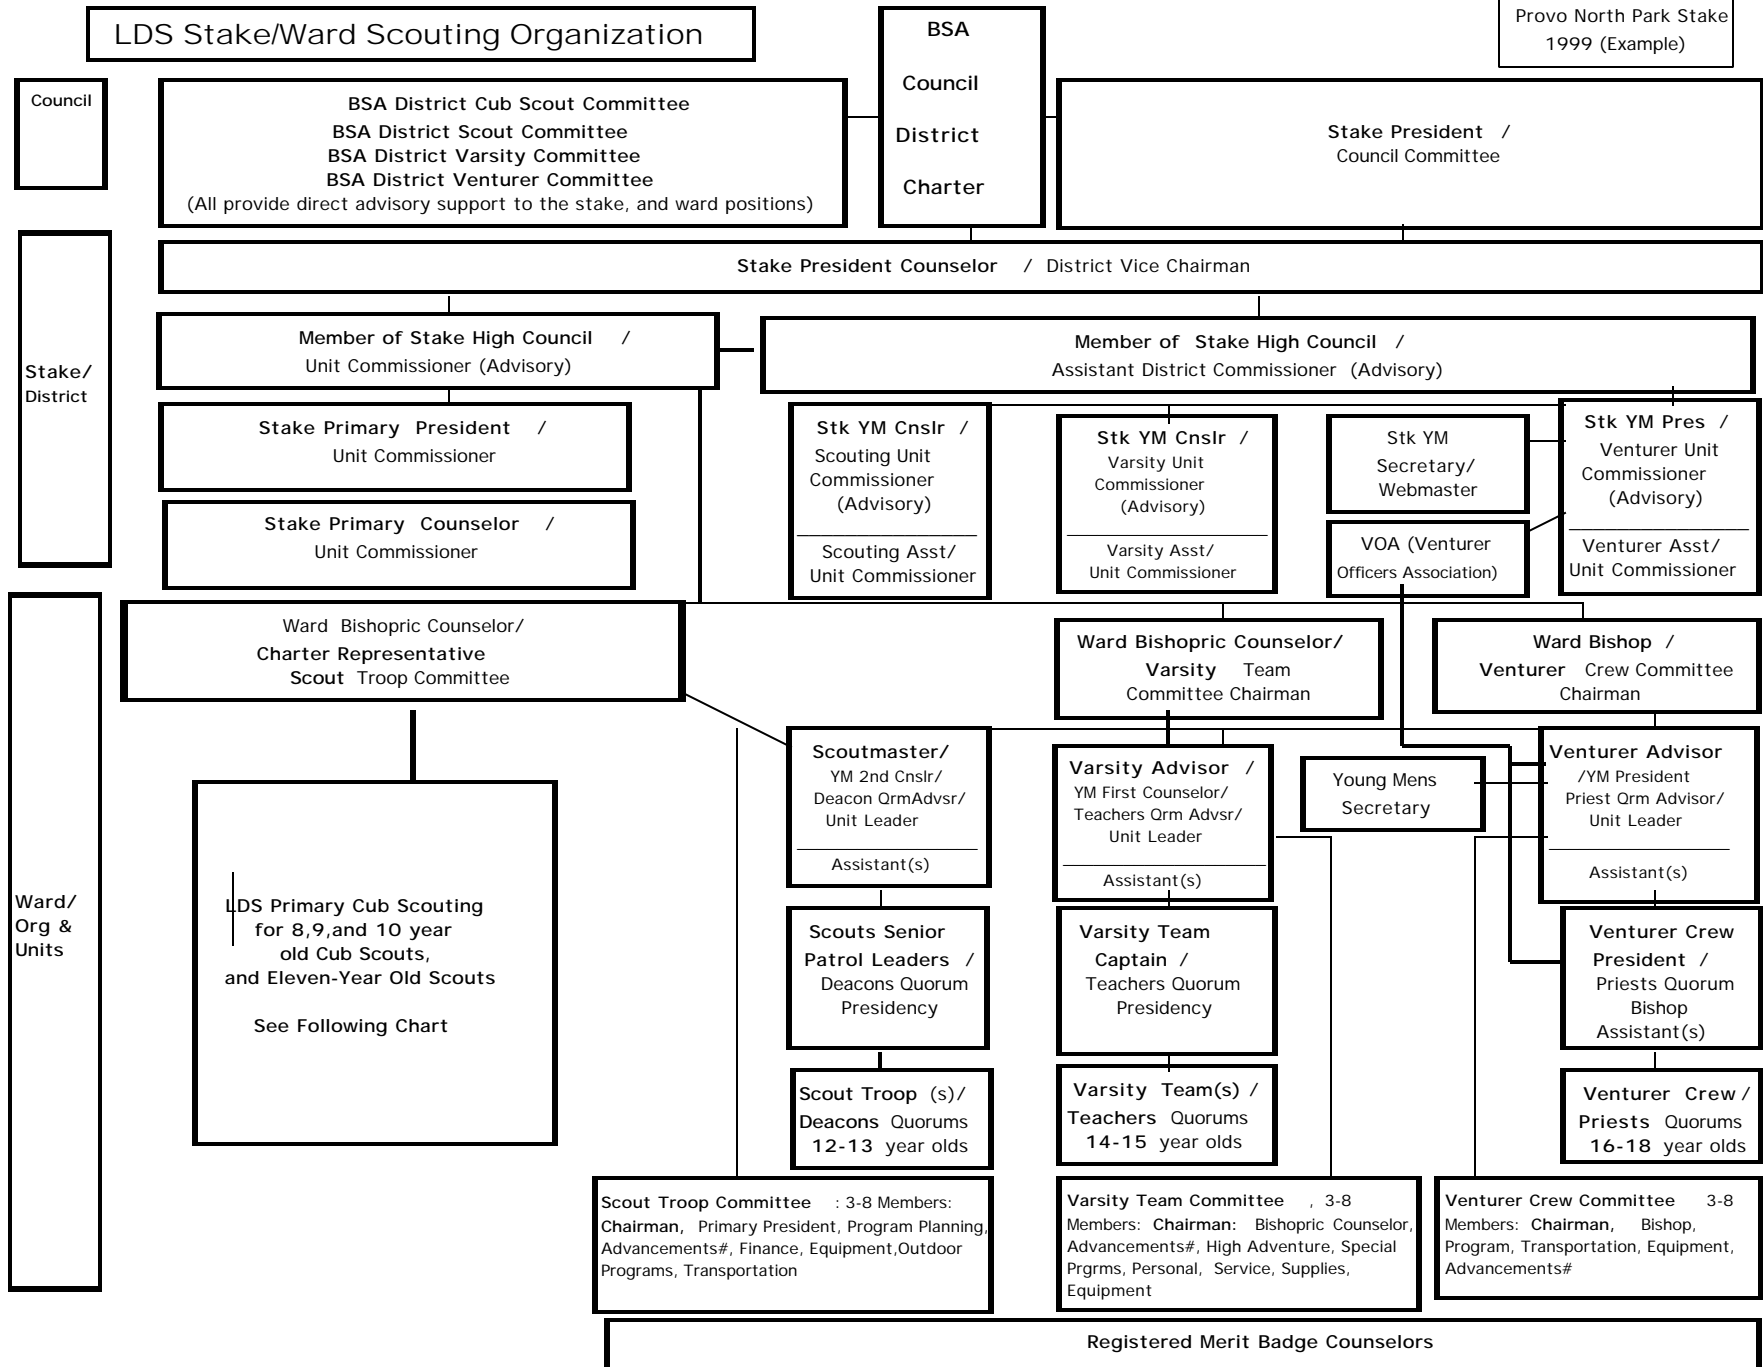 LDS Stake/Ward Scouting Organization
BSA
Council
District
Charter
Provo North Park Stake
1999 (Example)
Council
BSA District Cub Scout Committee
BSA District Scout Committee
BSA District Varsity Committee
BSA District Venturer Committee
(All provide direct advisory support to the stake, and ward positions)
Stake President /
Council Committee
Stake President Counselor / District Vice Chairman
Stake/
District
Member of Stake High Council /
Unit Commissioner (Advisory)
Member of Stake High Council /
Assistant District Commissioner (Advisory)
Stake Primary President /
Unit Commissioner
Stake Primary Counselor /
Unit Commissioner
Stk YM Cnslr /
Scouting Unit
Commissioner
(Advisory)
Scouting Asst/
Unit Commissioner
Stk YM Cnslr /
Varsity Unit
Commissioner
(Advisory)
Varsity Asst/
Unit Commissioner
Stk YM
Secretary/
Webmaster
VOA (Venturer
Officers Association)
Stk YM Pres /
Venturer Unit
Commissioner
(Advisory)
Venturer Asst/
Unit Commissioner
Ward/
Org &
Units
Ward Bishopric Counselor/
Charter Representative
Scout Troop Committee
Ward Bishopric Counselor/
Varsity Team
Committee Chairman
Ward Bishop /
Venturer Crew Committee
Chairman
LDS Primary Cub Scouting
for 8,9,and 10 year
old Cub Scouts,
and Eleven-Year Old Scouts
See Following Chart
Scoutmaster/
YM 2nd Cnslr/
Deacon QrmAdvsr/
Unit Leader
Assistant(s)
Varsity Advisor /
YM First Counselor/
Teachers Qrm Advsr/
Unit Leader
Assistant(s)
Young Mens
Secretary
Venturer Advisor
/YM President
Priest Qrm Advisor/
Unit Leader
Assistant(s)
Scouts Senior
Patrol Leaders /
Deacons Quorum
Presidency
Varsity Team
Captain /
Teachers Quorum
Presidency
Venturer Crew
President /
Priests Quorum
Bishop
Assistant(s)
Scout Troop (s)/
Deacons Quorums
12-13 year olds
Varsity Team(s) /
Teachers Quorums
14-15 year olds
Venturer Crew /
Priests Quorums
16-18 year olds
Scout Troop Committee : 3-8 Members:
Chairman, Primary President, Program Planning,
Advancements#, Finance, Equipment,Outdoor
Programs, Transportation
Varsity Team Committee , 3-8
Members: Chairman: Bishopric Counselor,
Advancements#, High Adventure, Special
Prgrms, Personal, Service, Supplies,
Equipment
Venturer Crew Committee 3-8
Members: Chairman, Bishop,
Program, Transportation, Equipment,
Advancements#
Registered Merit Badge Counselors